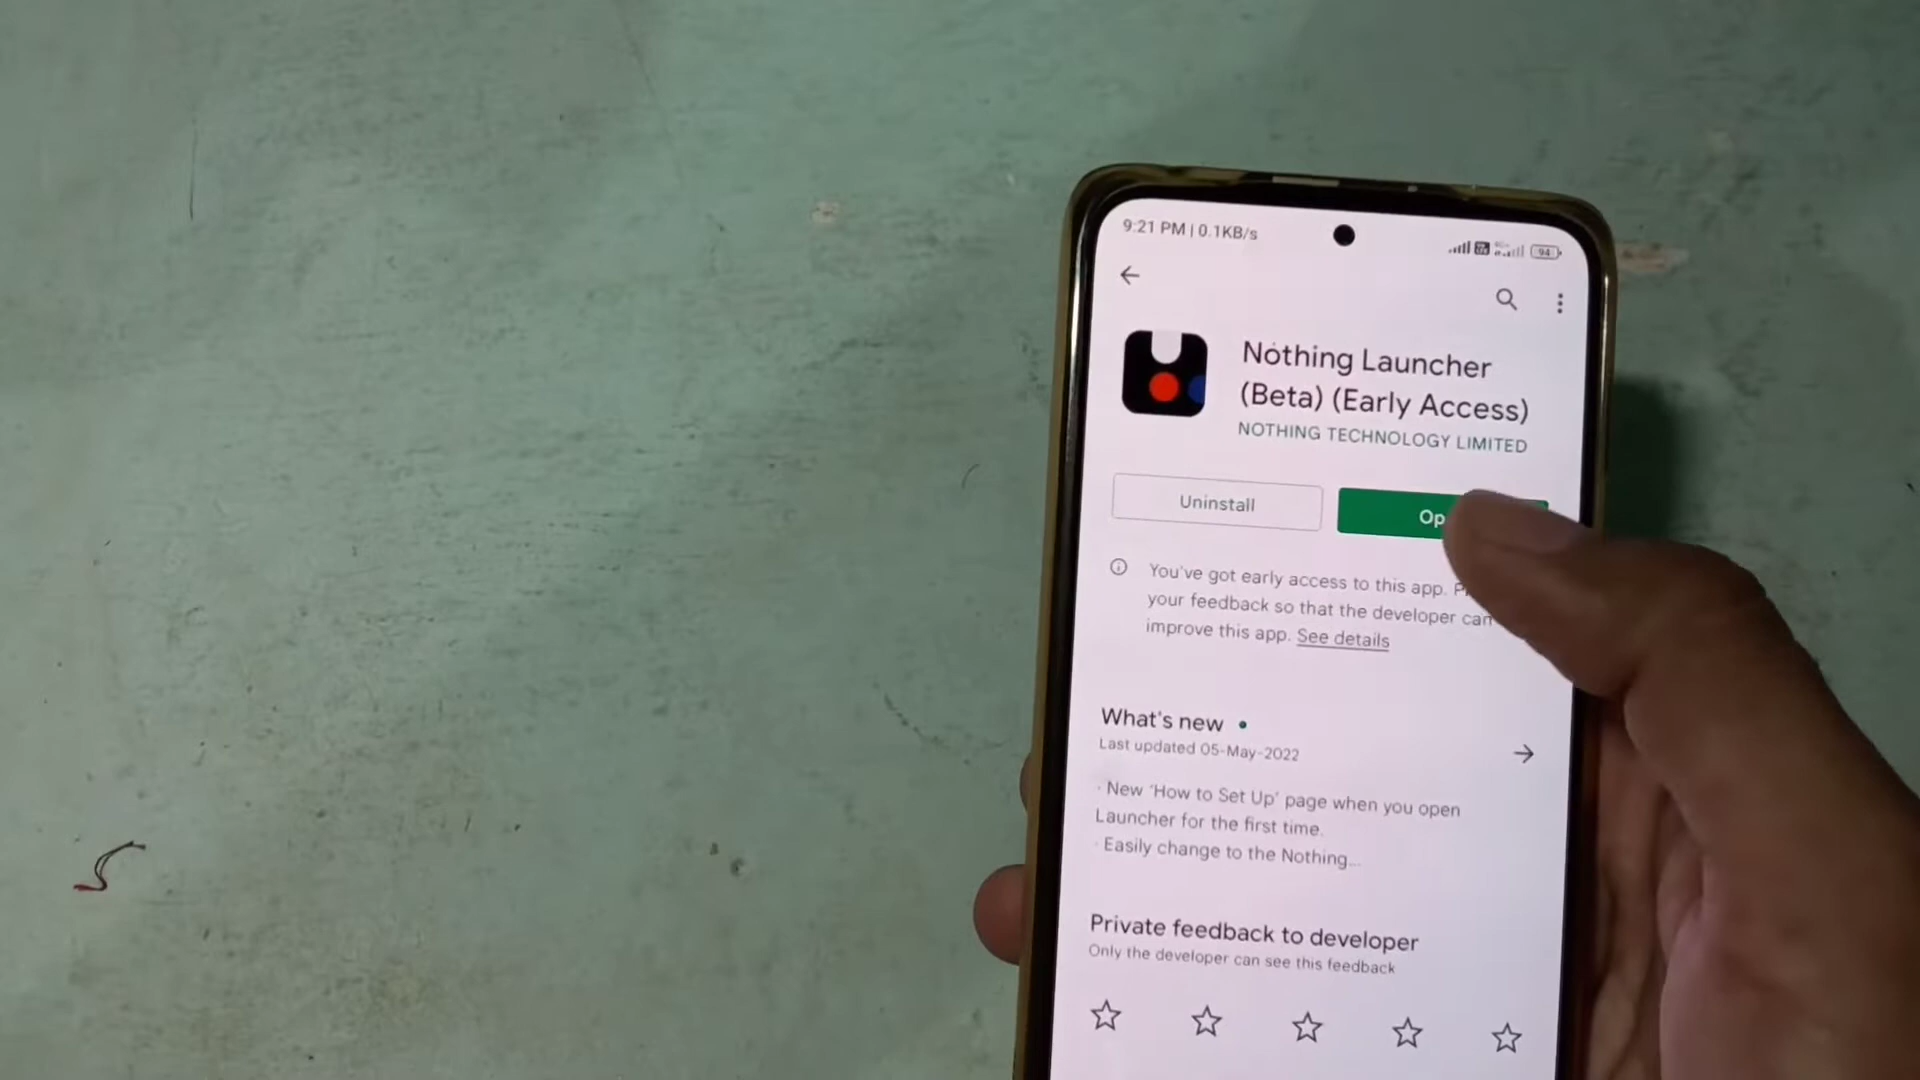 9:21 PM | 0.1KB/s
94
Nothing Launcher
(Beta) (Early Access)
NOTHING TECHNOLOGY LIMITED
Uninstall
Op
You've got early access to this app.
your feedback so that the developer can
improve this app. See details
What's new
Last updated 05-May-2022
· New 'How to Set Up' page when you open
Launcher for the first time.
· Easily change to the Nothing...
Private feedback to developer
Only the developer can see this feedback